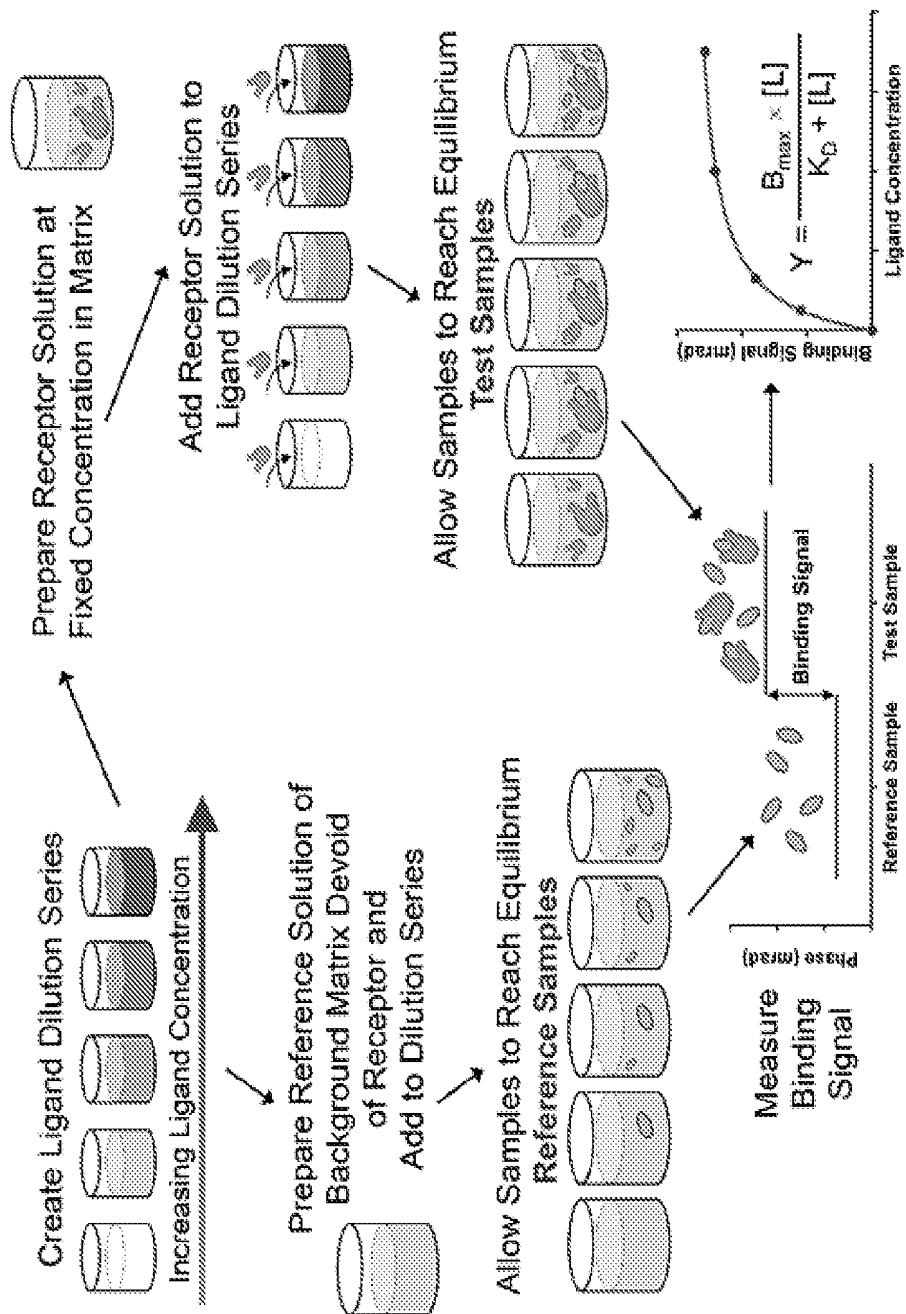 Create Ligand Dilution Series
Increasing Ligand Concentration
Prepare Receptor Solution at
Fixed Concentration in Matrix
Prepare Reference Solution of
Background Matrix Devoid
of Receptor and
Add to Dilution Series
Add Receptor Solution to
Ligand Dilution Series
Allow Samples to Reach Equilibrium
Reference Samples
Allow Samples to Reach Equilibrium
Test Samples
Measure
Binding
Signal
Phase (mrad)
Binding Signal
Reference Sample
Test Sample
Binding Signal (mrad)
Y = Bmax × [L]
KD + [L]
Ligand Concentration